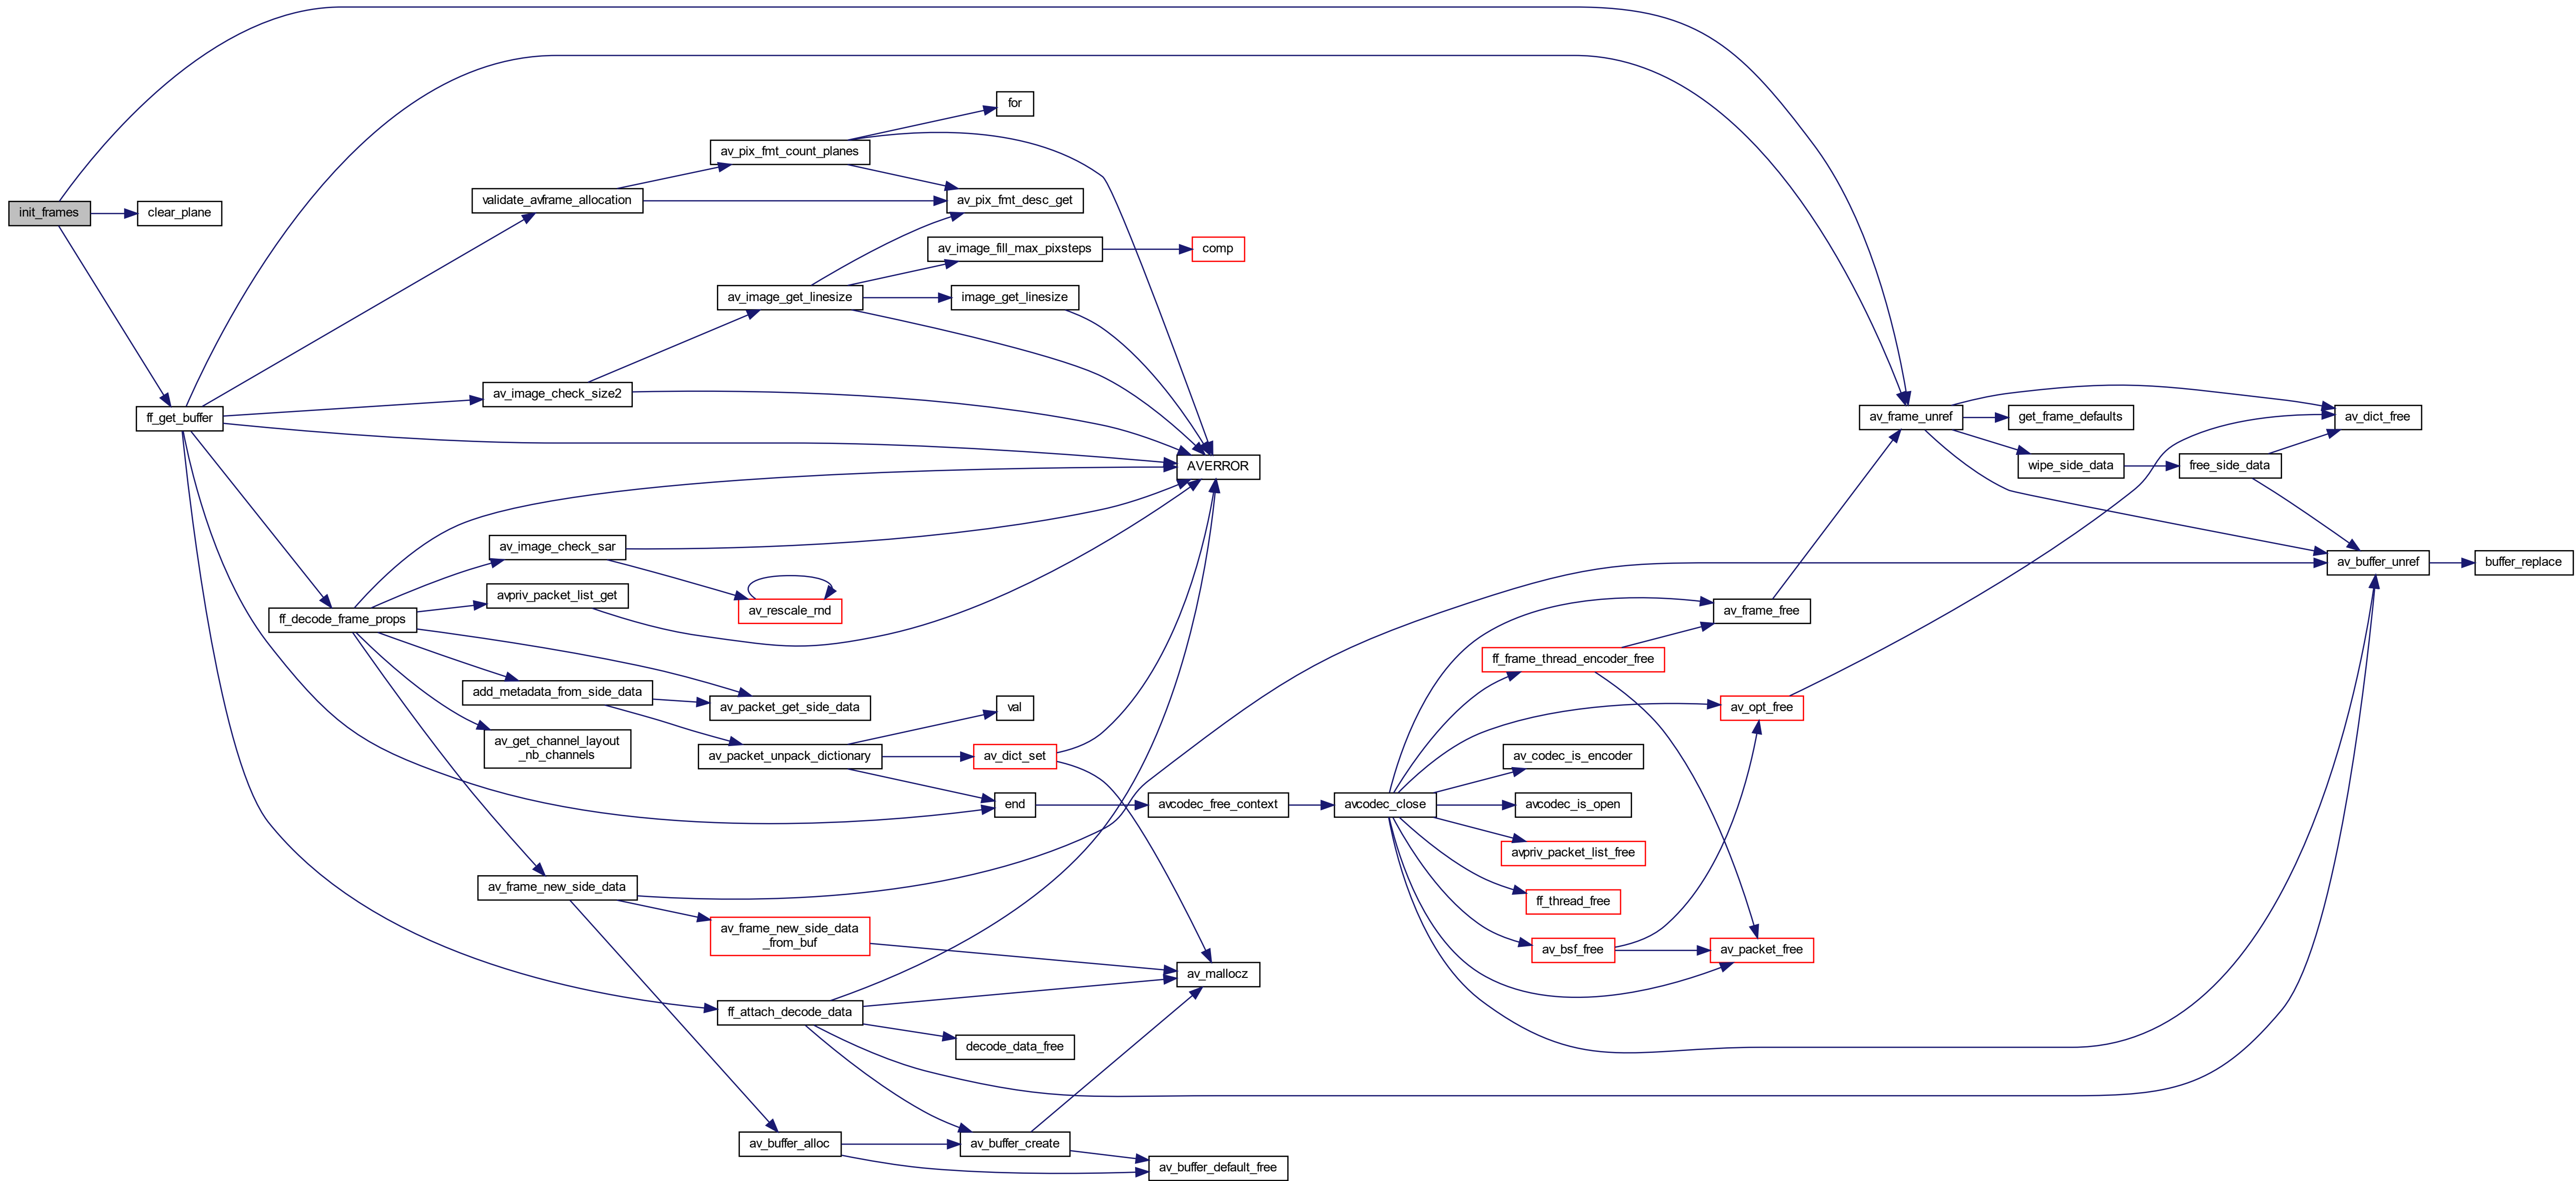 init_frames
clear_plane
ff_get_buffer
validate_avframe_allocation
av_pix_fmt_count_planes
for
av_pix_fmt_desc_get
av_image_fill_max_pixsteps
comp
av_image_get_linesize
image_get_linesize
av_image_check_size2
AVERROR
av_image_check_sar
avpriv_packet_list_get
av_rescale_rnd
ff_decode_frame_props
add_metadata_from_side_data
av_packet_get_side_data
av_get_channel_layout
_nb_channels
av_packet_unpack_dictionary
val
av_dict_set
end
av_frame_new_side_data
av_frame_new_side_data
_from_buf
ff_attach_decode_data
av_mallocz
decode_data_free
av_buffer_alloc
av_buffer_create
av_buffer_default_free
avcodec_free_context
avcodec_close
av_frame_free
ff_frame_thread_encoder_free
av_opt_free
av_codec_is_encoder
avcodec_is_open
avpriv_packet_list_free
ff_thread_free
av_bsf_free
av_packet_free
av_frame_unref
get_frame_defaults
wipe_side_data
free_side_data
av_dict_free
av_buffer_unref
buffer_replace